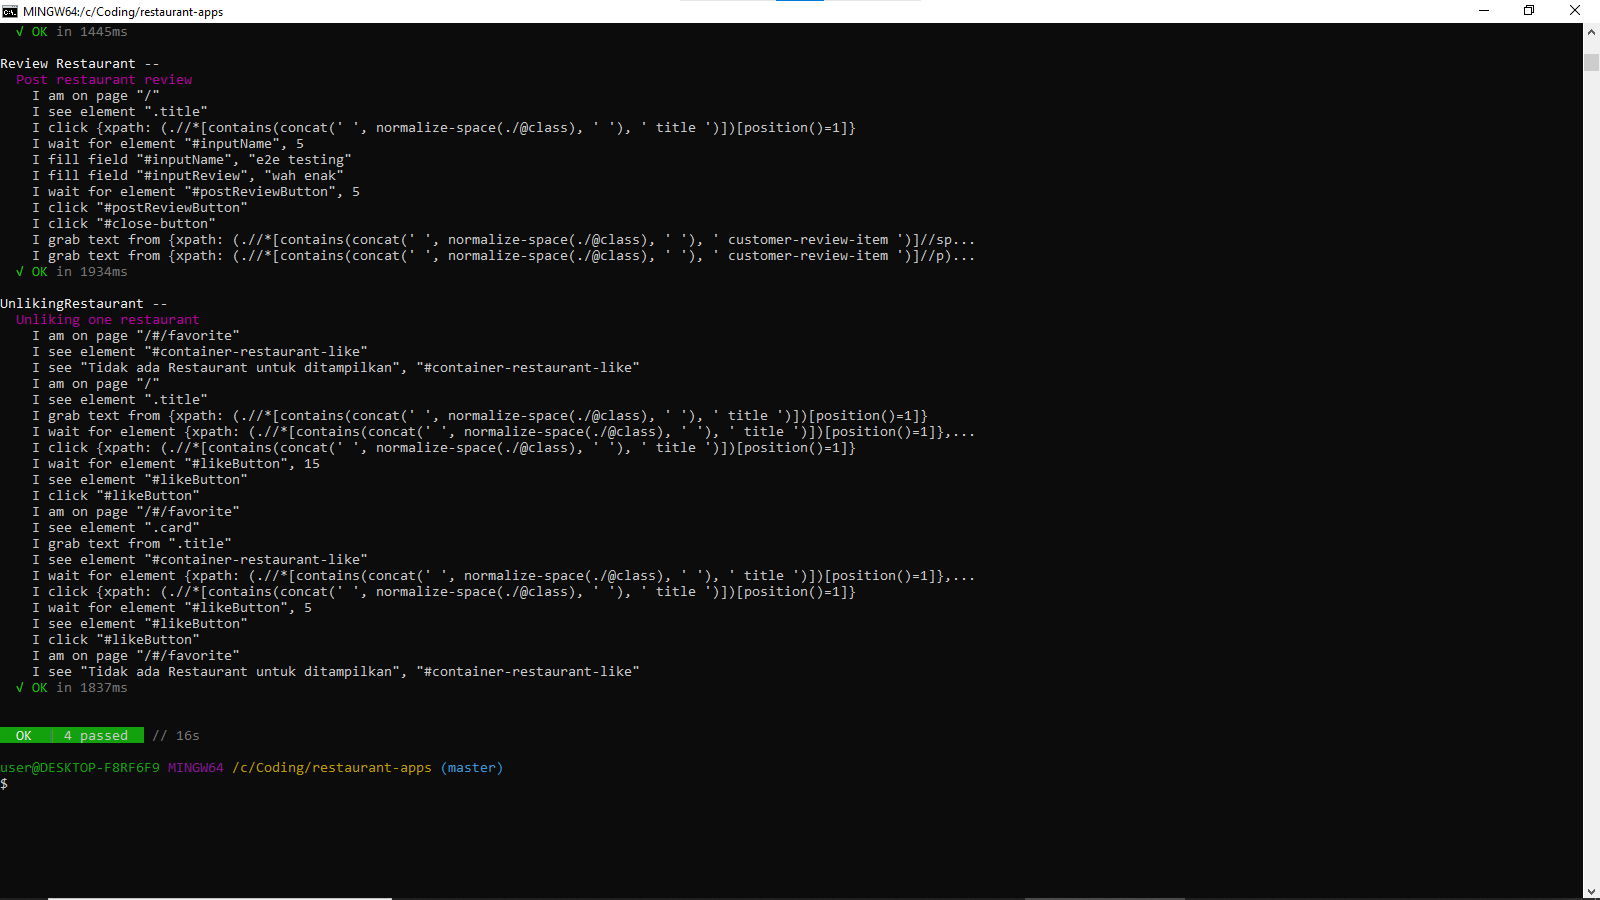 MINGW64:/c/Coding/restaurant-apps
√ OK in 1445ms
Review Restaurant --
Post restaurant review
I am on page "/"
I see element ".title"
I click {xpath: (.//*[contains(concat(' ', normalize-space(./@class), ' '), ' title ')])[position()=1]}
I wait for element "#inputName", 5
I fill field "#inputName", "e2e testing"
I fill field "#inputReview", "wah enak"
I wait for element "#postReviewButton", 5
I click "#postReviewButton"
I click "#close-button"
I grab text from {xpath: (.//*[contains(concat(' ', normalize-space(./@class), ' '), ' customer-review-item ')]//sp...
I grab text from {xpath: (.//*[contains(concat(' ', normalize-space(./@class), ' '), ' customer-review-item ')]//p)...
√ OK in 1934ms
UnlikingRestaurant --
Unliking one restaurant
I am on page "/#/favorite"
I see element "#container-restaurant-like"
I see "Tidak ada Restaurant untuk ditampilkan", "#container-restaurant-like"
I am on page "/"
I see element ".title"
I grab text from {xpath: (.//*[contains(concat(' ', normalize-space(./@class), ' '), ' title ')])[position()=1]}
I wait for element {xpath: (.//*[contains(concat(' ', normalize-space(./@class), ' '), ' title ')])[position()=1]},...
I click {xpath: (.//*[contains(concat(' ', normalize-space(./@class), ' '), ' title ')])[position()=1]}
I wait for element "#likeButton", 15
I see element "#likeButton"
I click "#likeButton"
I am on page "/#/favorite"
I see element ".card"
I grab text from ".title"
I see element "#container-restaurant-like"
I wait for element {xpath: (.//*[contains(concat(' ', normalize-space(./@class), ' '), ' title ')])[position()=1]},...
I click {xpath: (.//*[contains(concat(' ', normalize-space(./@class), ' '), ' title ')])[position()=1]}
I wait for element "#likeButton", 5
I see element "#likeButton"
I click "#likeButton"
I am on page "/#/favorite"
I see "Tidak ada Restaurant untuk ditampilkan", "#container-restaurant-like"
√ OK in 1837ms
OK | 4 passed // 16s
user@DESKTOP-F8RF6F9 MINGW64 /c/Coding/restaurant-apps (master)
$